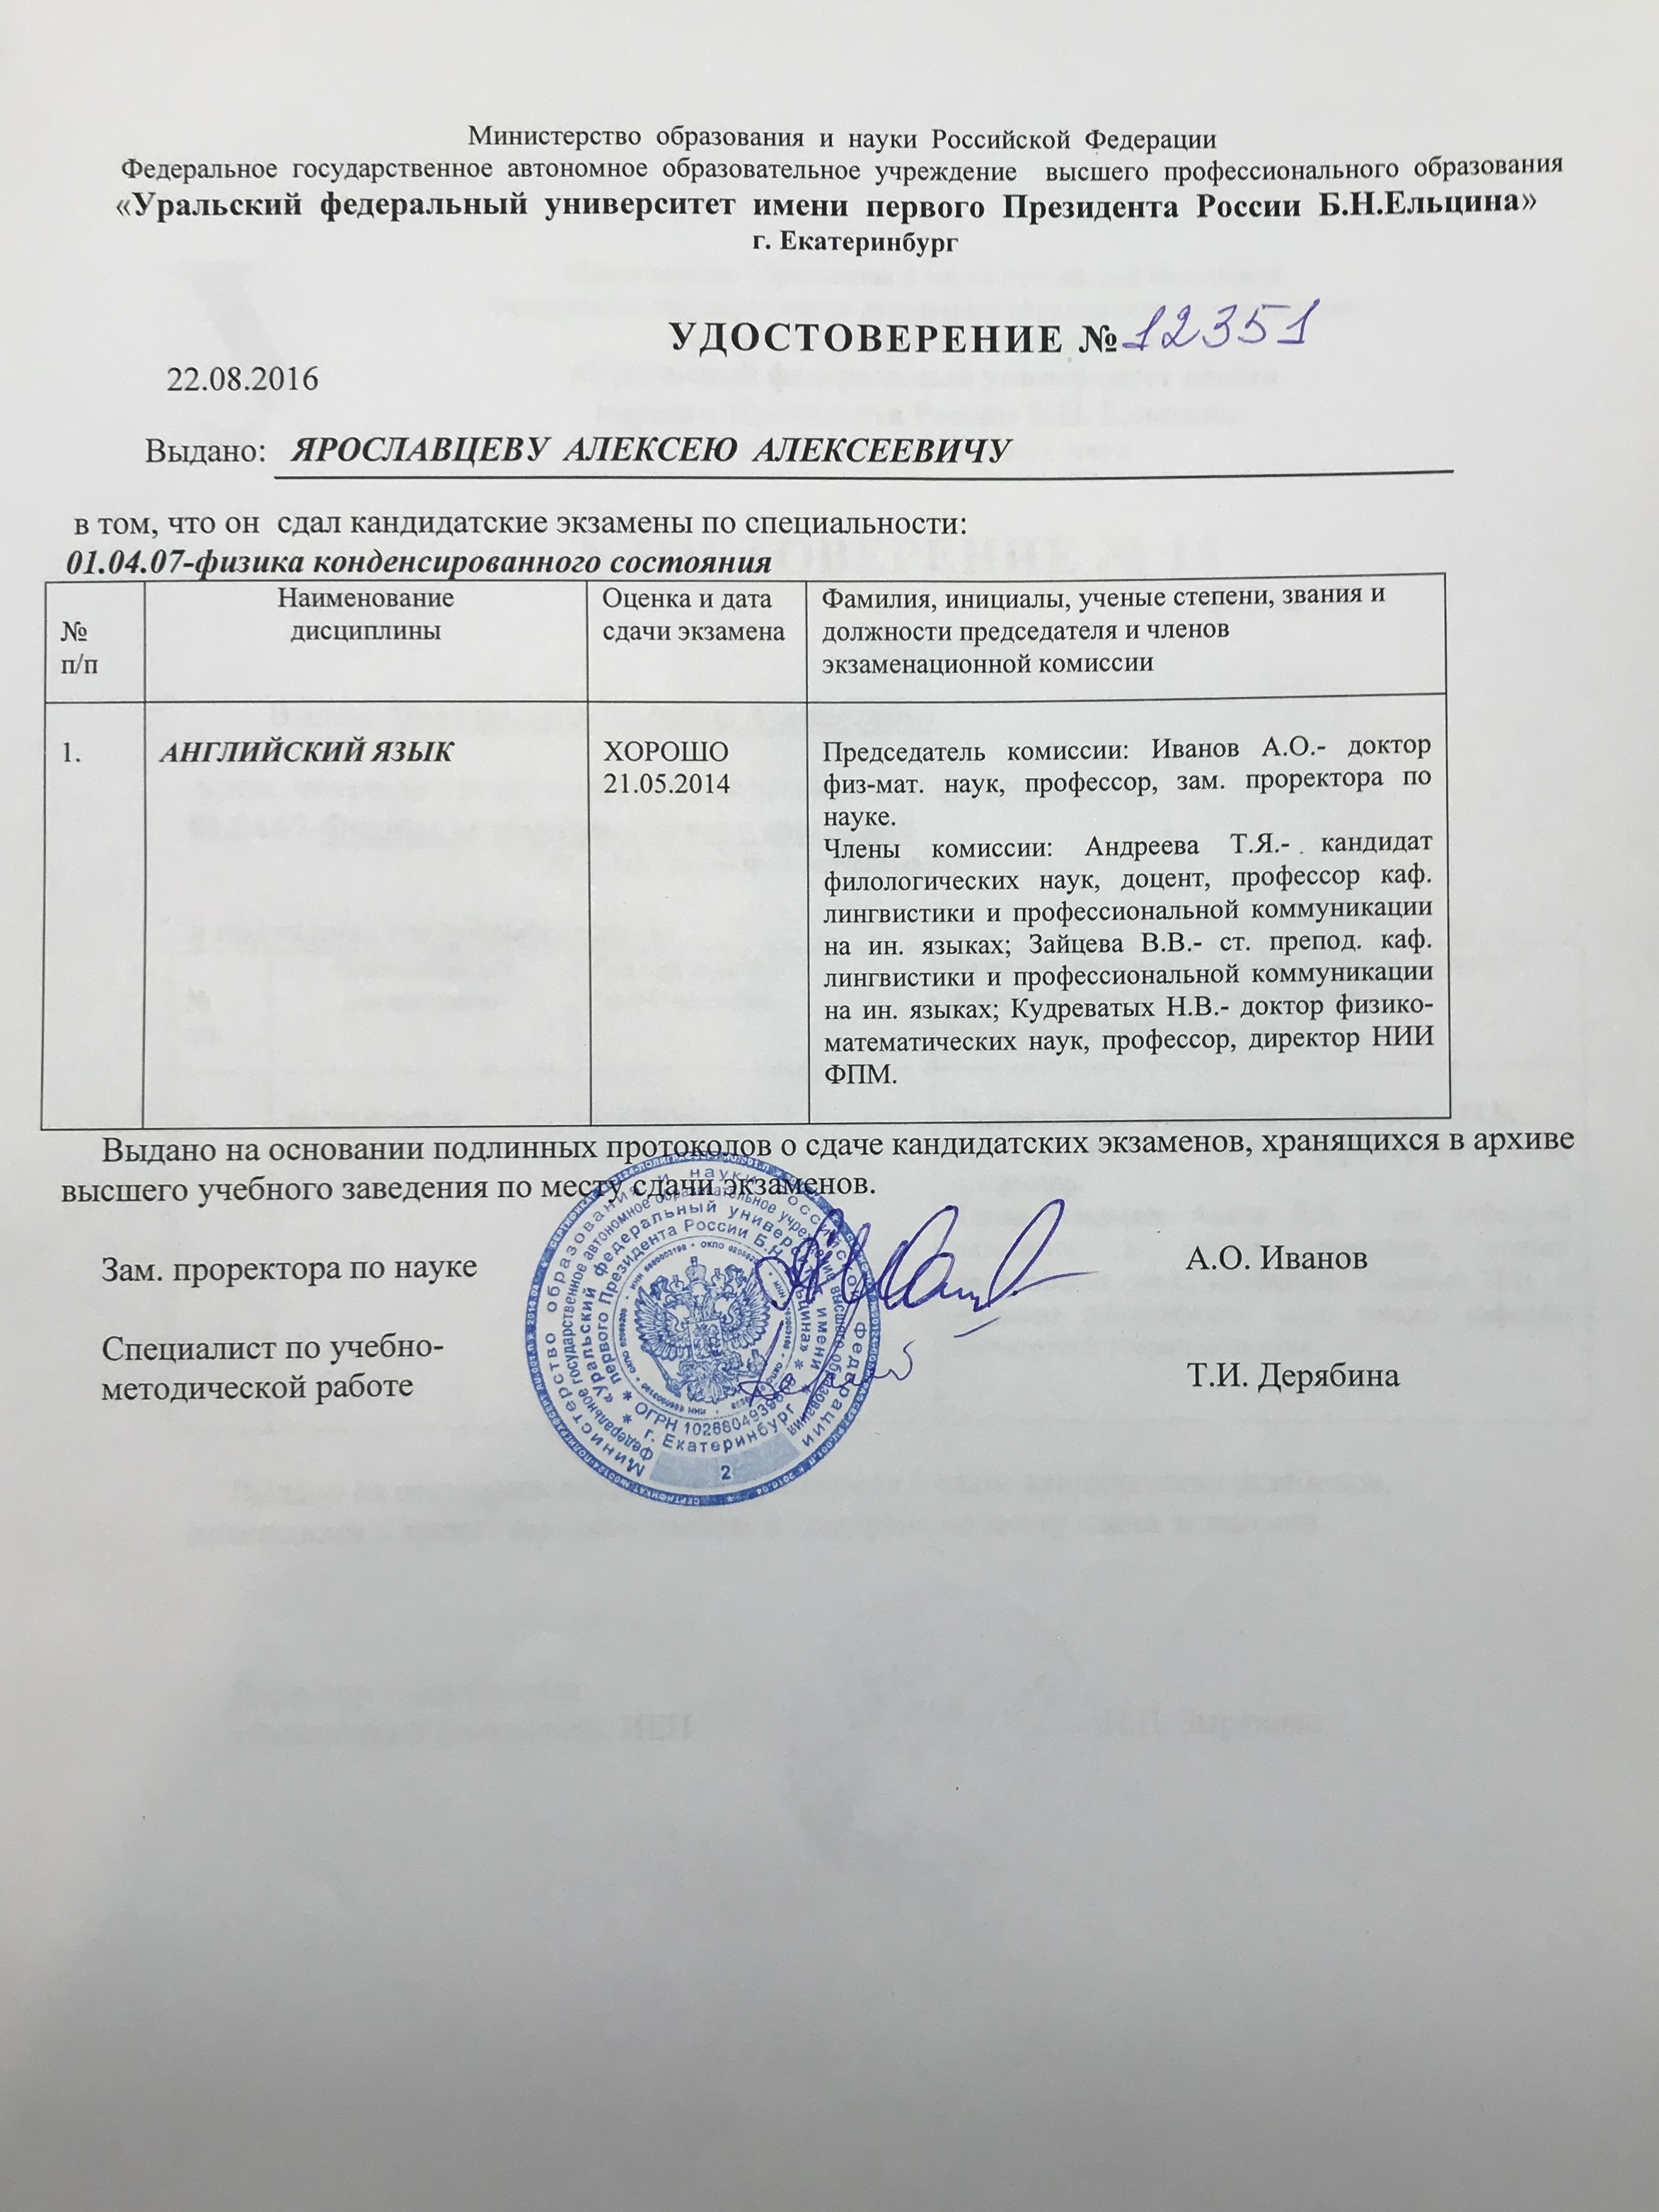 Министерство образования и науки Российской Федерации
Федеральное государственное автономное образовательное учреждение высшего профессионального образования
«Уральский федеральный университет имени первого Президента России Б.Н.Ельцина»
г. Екатеринбург
УДОСТОВЕРЕНИЕ № 12351
22.08.2016
Выдано: ЯРОСЛАВЦЕВУ АЛЕКСЕЮ АЛЕКСЕЕВИЧУ
в том, что он сдал кандидатские экзамены по специальности:
01.04.07-физика конденсированного состояния
№
п/п
Наименование
дисциплины
Оценка и дата
сдачи экзамена
Фамилия, инициалы, ученые степени, звания и
должности председателя и членов
экзаменационной комиссии
1.
АНГЛИЙСКИЙ ЯЗЫК
ХОРОШО
21.05.2014
Председатель комиссии: Иванов А.О.- доктор
физ-мат. наук, профессор, зам. проректора по
науке.
Члены комиссии: Андреева Т.Я.- кандидат
филологических наук, доцент, профессор каф.
лингвистики и профессиональной коммуникации
на ин. языках; Зайцева В.В.- ст. препод. каф.
лингвистики и профессиональной коммуникации
на ин. языках; Кудреватых Н.В.- доктор физико-
математических наук, профессор, директор НИИ
ФПМ.
Выдано на основании подлинных протоколов о сдаче кандидатских экзаменов, хранящихся в архиве
высшего учебного заведения по месту сдачи экзаменов.
Зам. проректора по науке
А.О. Иванов
Специалист по учебно-
методической работе
Т.И. Дерябина
Министерство образования и науки Российской Федерации
Федеральное государственное автономное образовательное учреждение высшего образования
«Уральский федеральный университет имени
первого Президента России Б.Н. Ельцина»
г. Екатеринбург
2